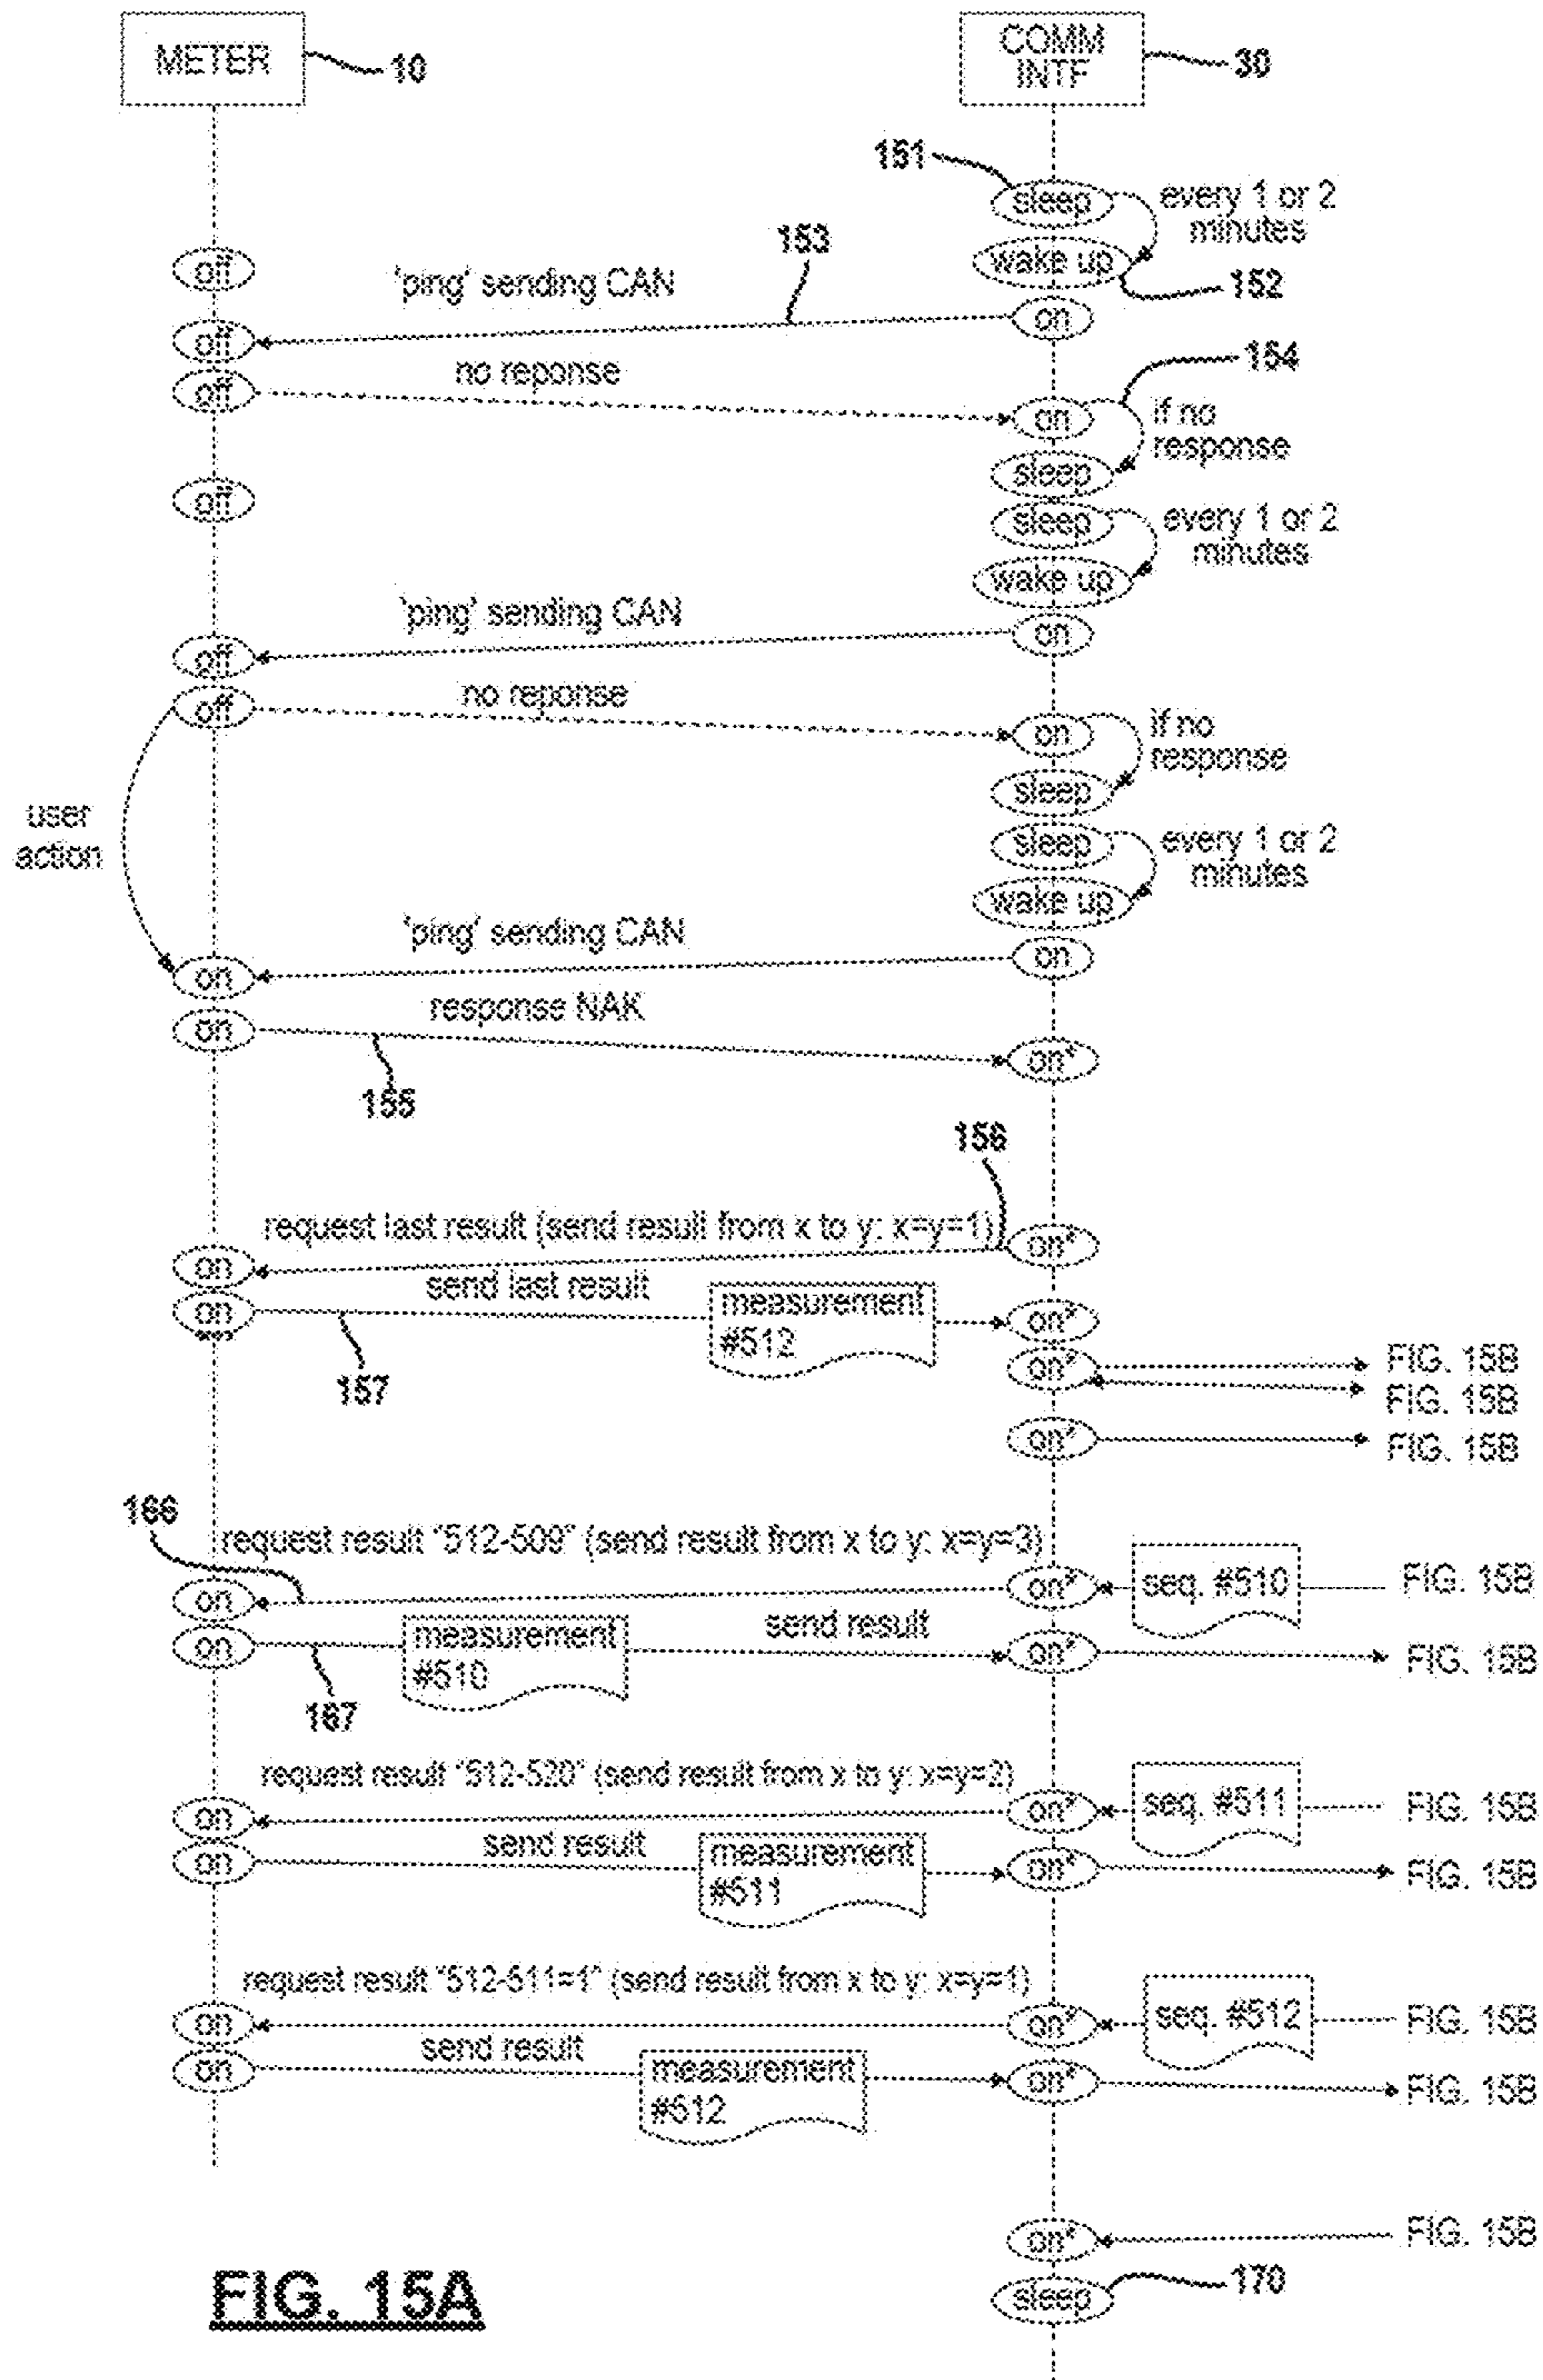 METER
10
COMM
INTF
30
151
sleep
every 1 or 2
minutes
153
off
wake up
'ping' sending CAN
152
on
off
no reponse
154
off
on
if no
response
sleep
off
sleep
every 1 or 2
minutes
wake up
'ping' sending CAN
on
off
no reponse
off
on
if no
response
sleep
user
action
sleep
every 1 or 2
minutes
wake up
'ping' sending CAN
on
on
response NAK
on
on*
155
156
request last result (send result from x to y: x=y=1)
on*
on
send last result
on
measurement
#512
on*
157
on*
FIG. 15B
FIG. 15B
on*
FIG. 15B
166
request result "512-509" (send result from x to y: x=y=3)
on
on*
seq. #510
FIG. 15B
send result
on
measurement
#510
on*
FIG. 15B
167
request result "512-520" (send result from x to y: x=y=2)
on
on*
seq. #511
FIG. 15B
send result
on
measurement
#511
on*
FIG. 15B
request result "512-511=1" (send result from x to y: x=y=1)
on
on*
seq. #512
FIG. 15B
send result
on
measurement
#512
on*
FIG. 15B
on*
FIG. 15B
sleep
170
FIG. 15A